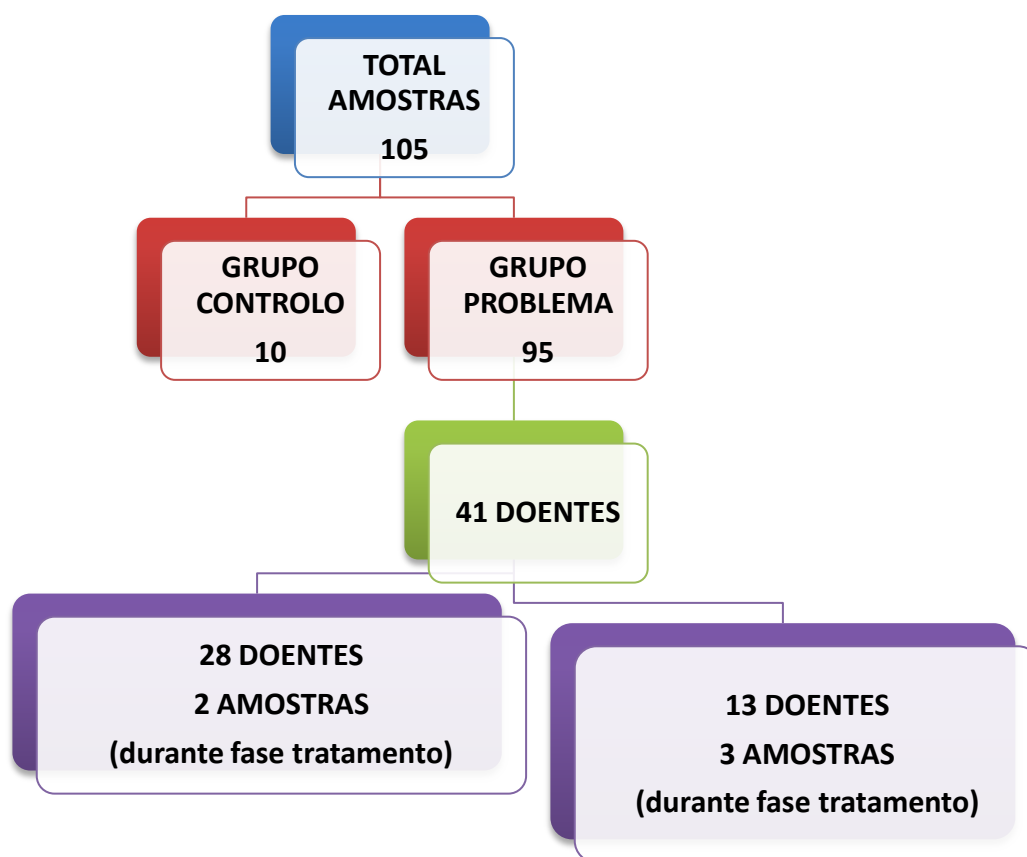 TOTAL
AMOSTRAS
105
GRUPO
CONTROLO
10
GRUPO
PROBLEMA
95
41 DOENTES
28 DOENTES
2 AMOSTRAS
(durante fase tratamento)
13 DOENTES
3 AMOSTRAS
(durante fase tratamento)